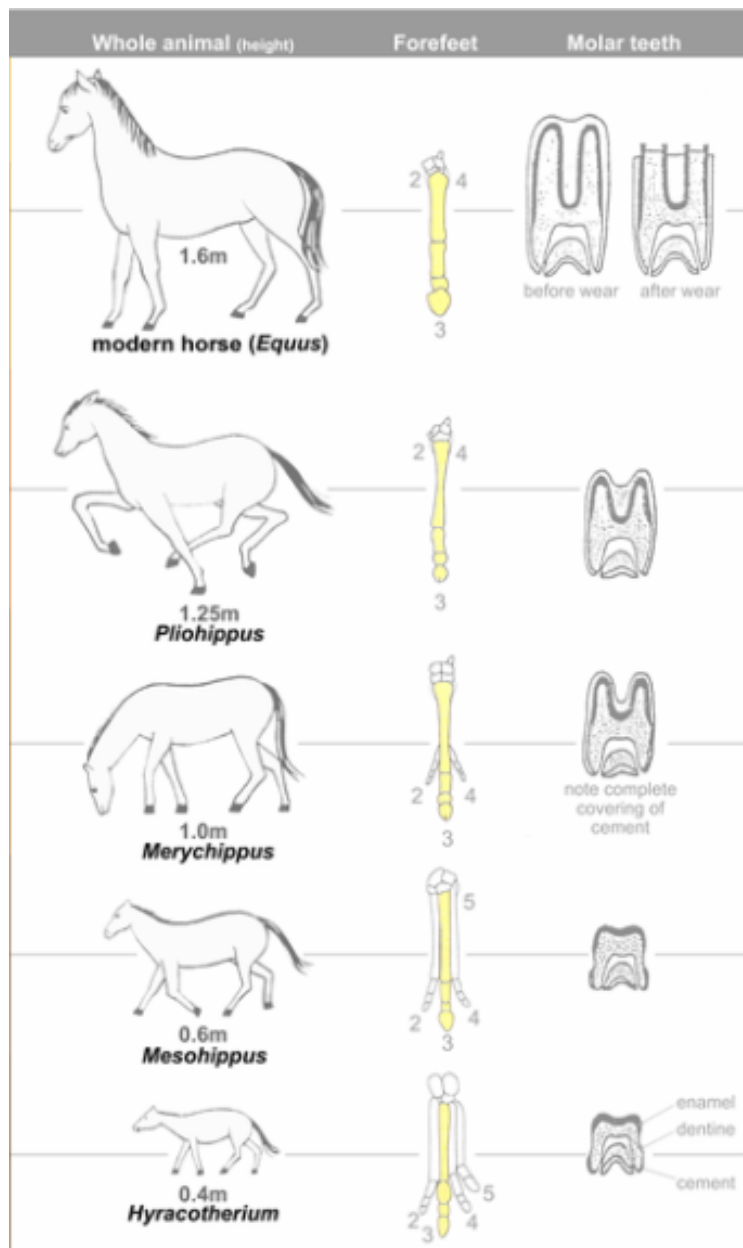 Whole animal (height) Forefeet Molar teeth
2 4
1.6m
before wear after wear
3
modern horse (Equus)
2 4
3
1.25m
Pliohippus
2 4
note complete
covering of
cement
1.0m
3
Merychippus
5
2 4
0.6m
3
Mesohippus
enamel
dentine
cement
5
0.4m
2 4
3
Hyracotherium